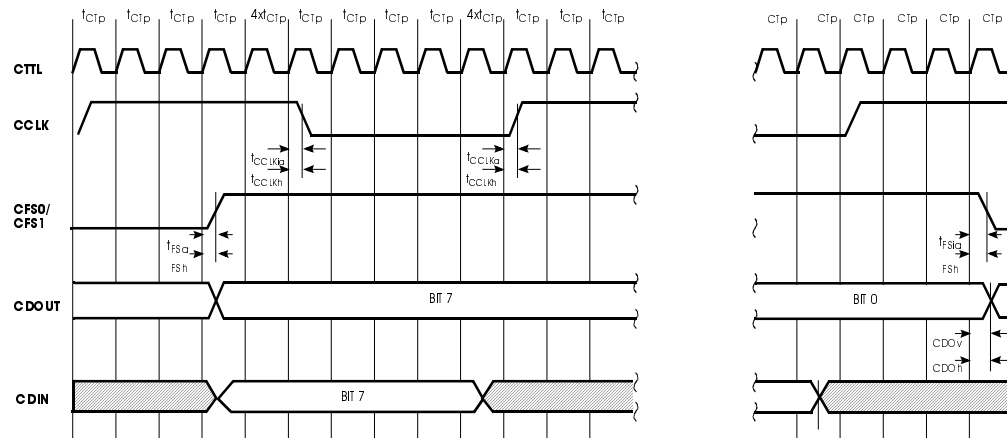 tCTp tCTp tCTp tCTp 4xtCTp tCTp tCTp tCTp tCTp 4xtCTp tCTp tCTp tCTp CTp CTp CTp CTp CTp CTp
CTTL
CCLK
tCCLKia
tCCLKh
tCCLKa
tCCLKh
CFS0/
CFS1
tFSa
FSh
tFSia
FSh
CDOUT
BIT 7
BIT 0
CDOv
CDOh
CDIN
BIT 7